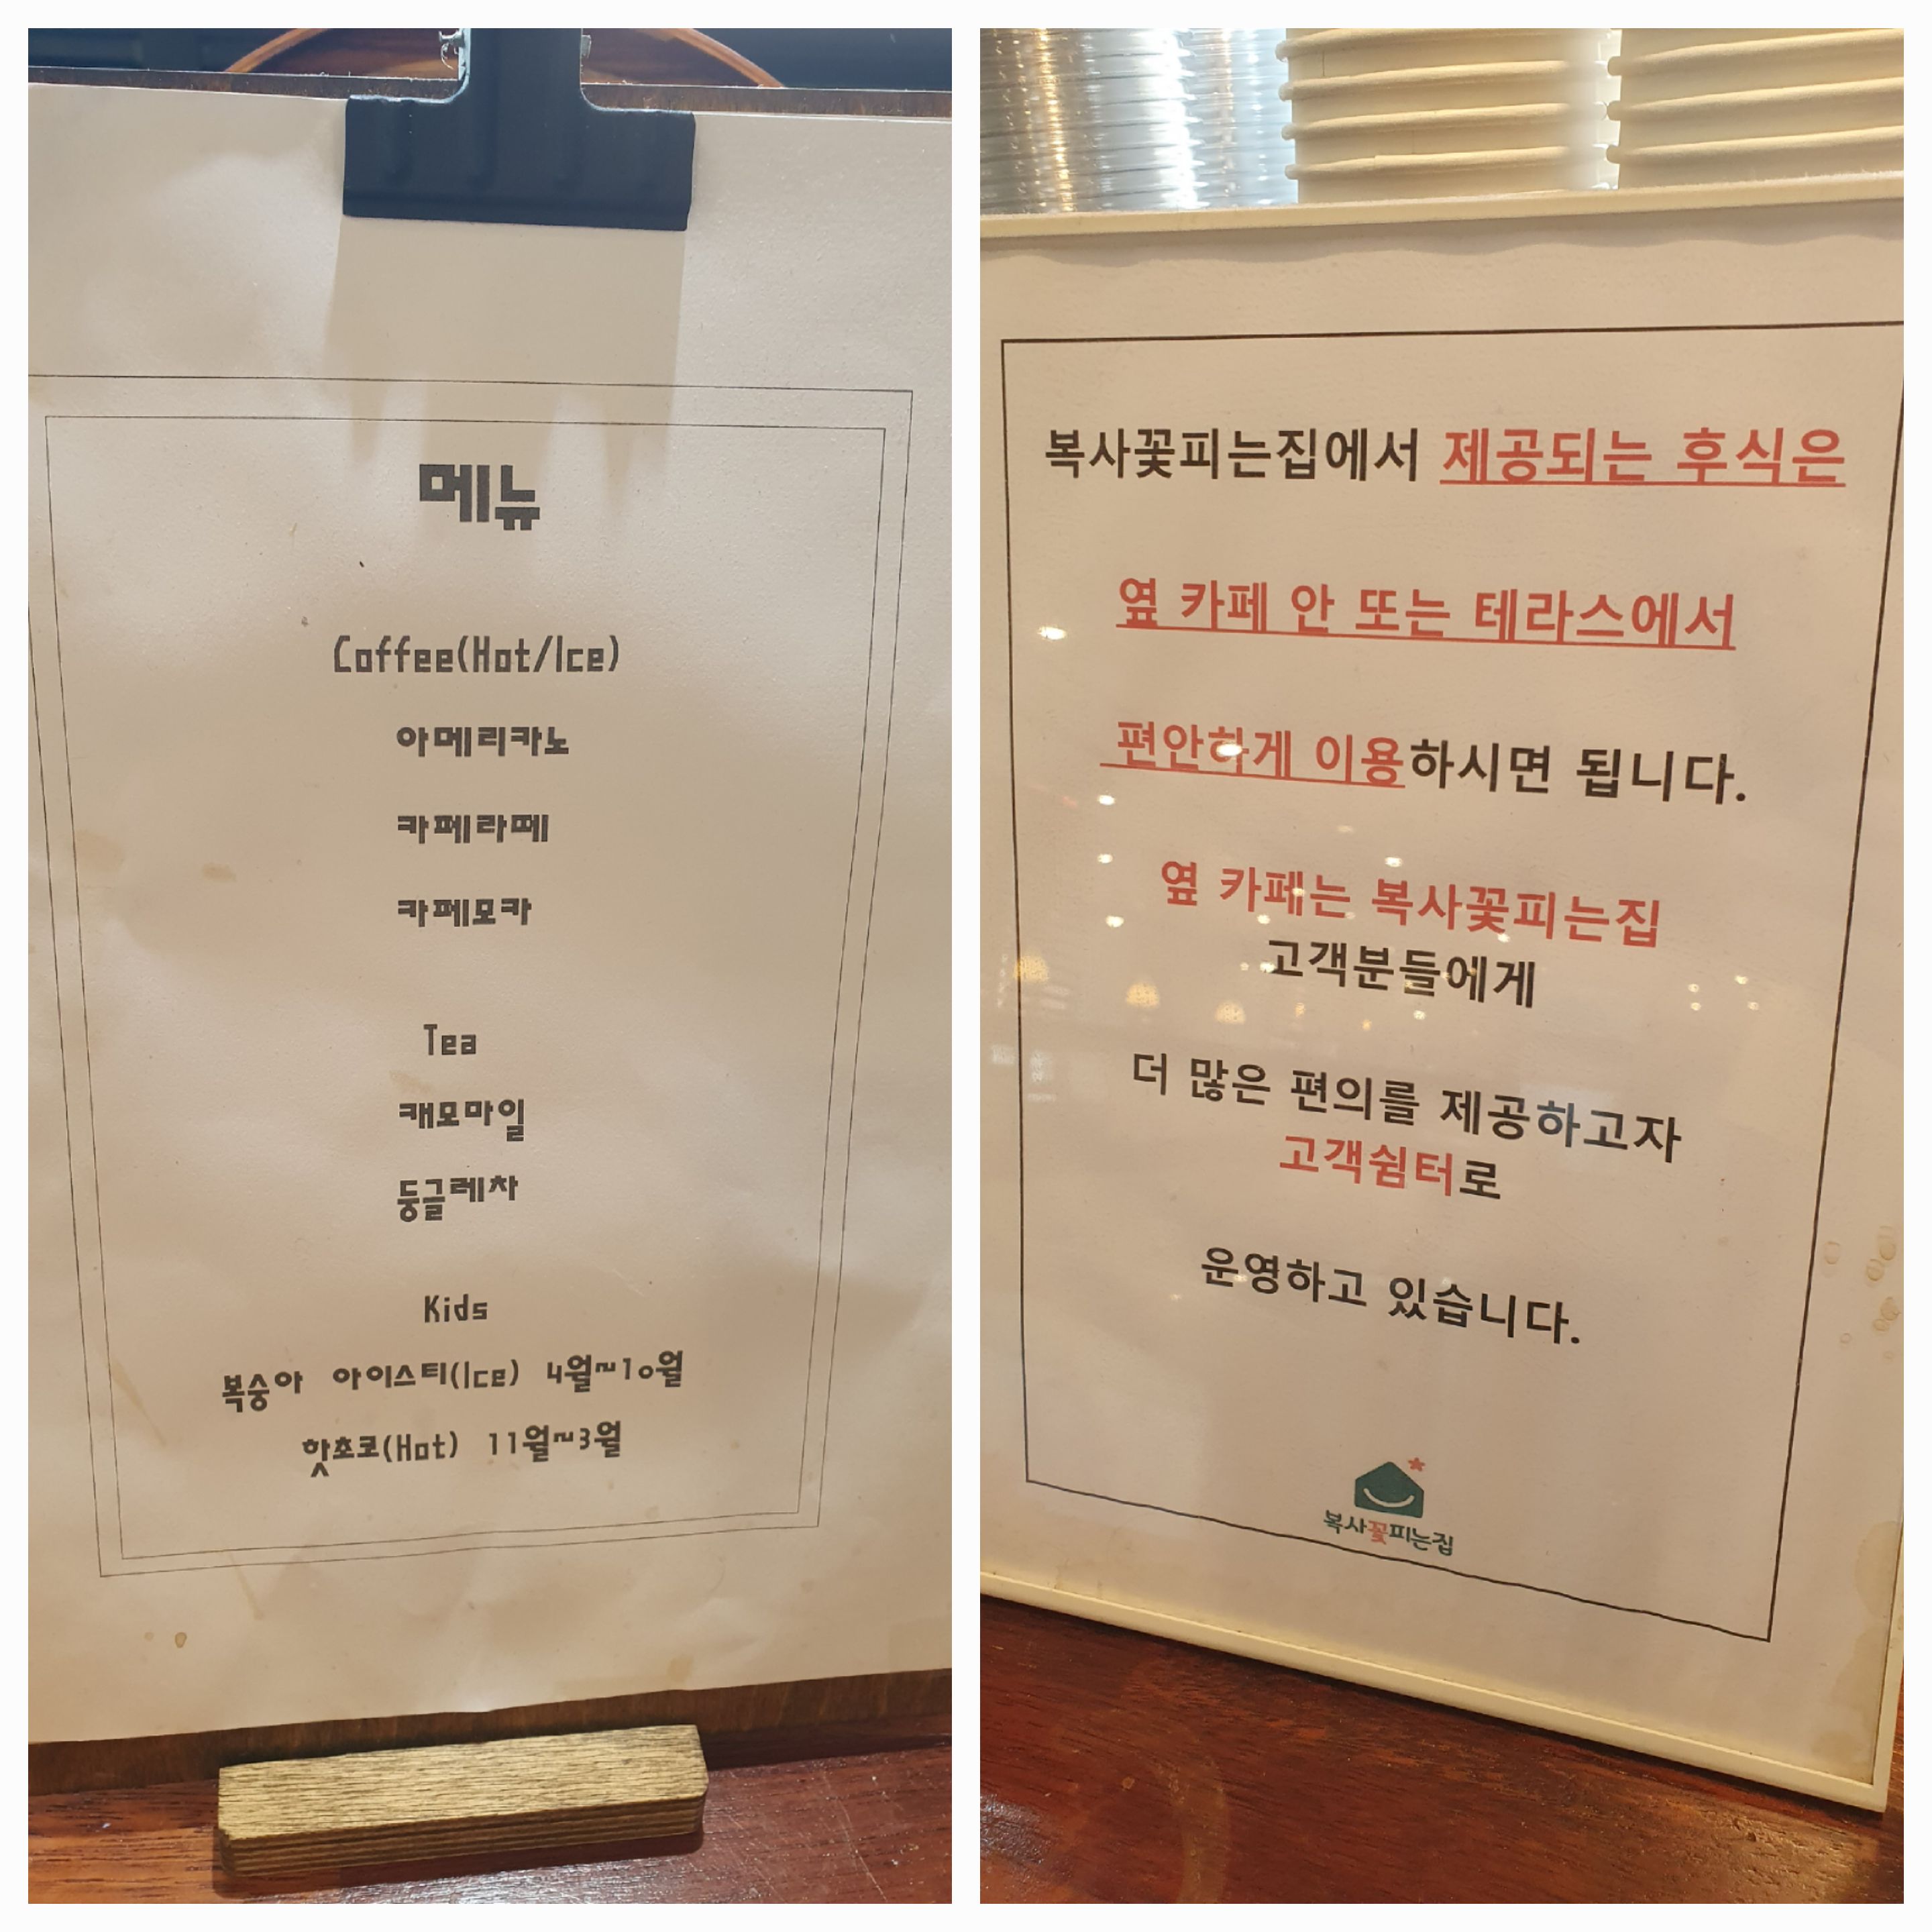 메뉴
Coffee(Hot/Ice)
아메리카노
카페라떼
카페모카
Tea
캐모마일
둥글레차
Kids
복숭아 아이스티(Ice) 4월~10월
핫초코(Hot) 11월~3월
복사꽃피는집에서 제공되는 후식은
옆 카페 안 또는 테라스에서
편안하게 이용하시면 됩니다.
옆 카페는 복사꽃피는집
고객분들에게
더 많은 편의를 제공하고자
고객쉼터로
운영하고 있습니다.
복사꽃피는집